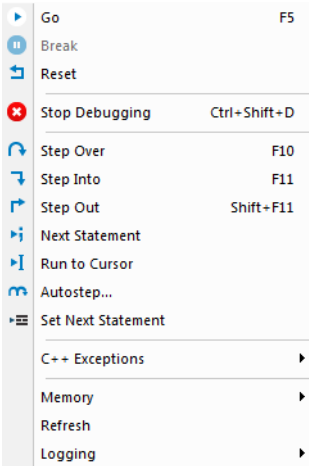 Go F5
Break
Reset
Stop Debugging Ctrl+Shift+D
Step Over F10
Step Into F11
Step Out Shift+F11
Next Statement
Run to Cursor
Autostep...
Set Next Statement
C++ Exceptions
Memory
Refresh
Logging